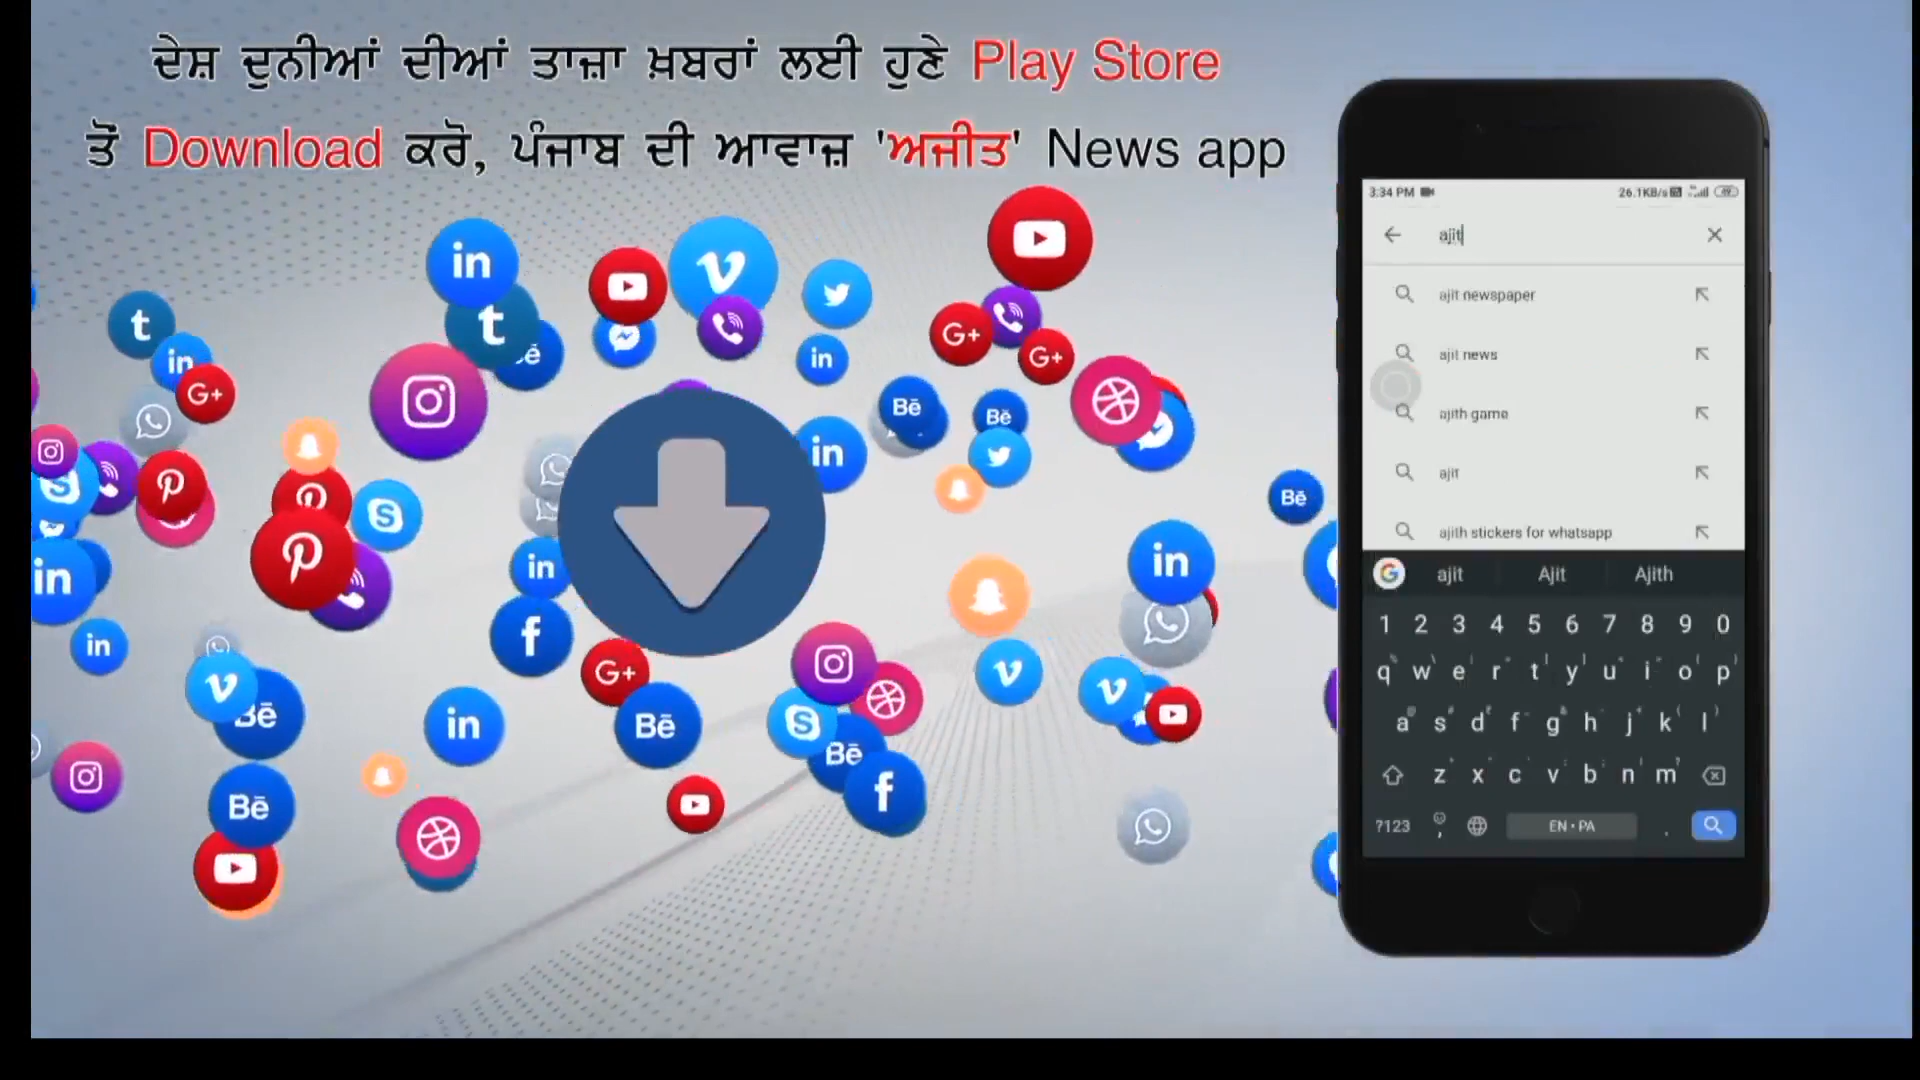 ਦੇਸ਼ ਦੁਨੀਆਂ ਦੀਆਂ ਤਾਜ਼ਾ ਖ਼ਬਰਾਂ ਲਈ ਹੁਣੇ Play Store
ਤੋਂ Download ਕਰੋ, ਪੰਜਾਬ ਦੀ ਆਵਾਜ਼ 'ਅਜੀਤ' News app
3:34 PM 26.1KB/s
ajit
ajit newspaper
ajit news
ajith game
ajit
ajith stickers for whatsapp
ajit Ajit Ajith
1 2 3 4 5 6 7 8 9 0
q w e r t y u i o p
a s d f g h j k l
z x c v b n m
?123 , EN • PA .